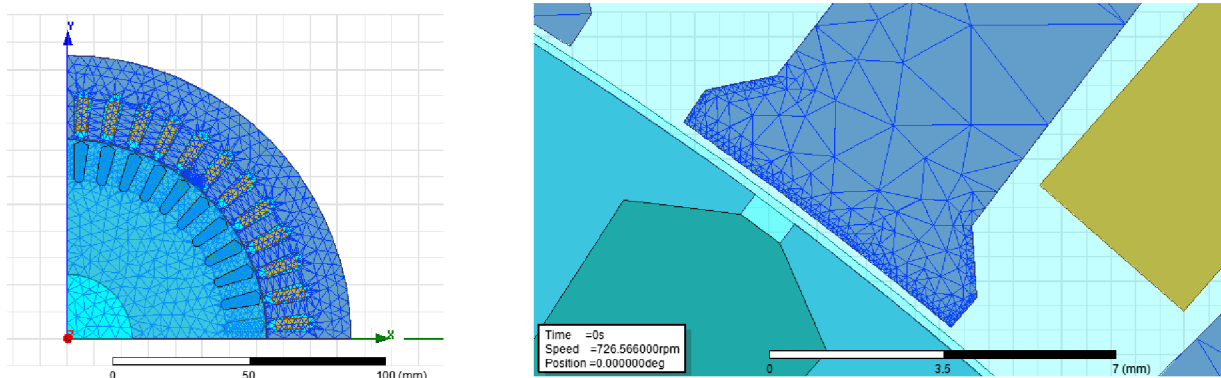 Y
X
0
50
100 (mm)
Time =0s
Speed =726.566000rpm
Position =0.000000deg
0
3.5
7 (mm)